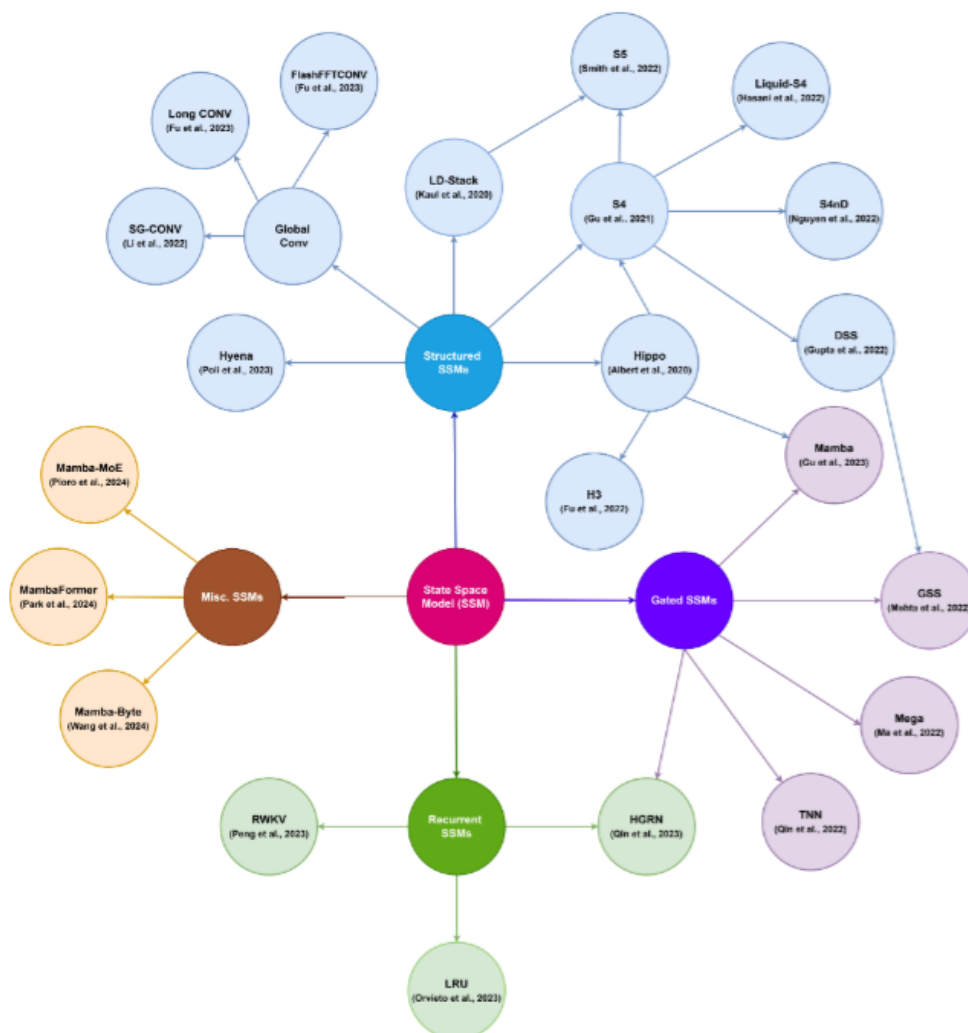 S5
(Smith et al., 2022)
FlashFFTCONV
(Fu et al., 2023)
Liquid-S4
(Hasani et al., 2022)
Long CONV
(Fu et al., 2023)
LD-Stack
(Kaul et al., 2020)
S4
(Gu et al., 2021)
S4nD
(Nguyen et al., 2022)
SG-CONV
(Li et al., 2022)
Global
Conv
Hyena
(Poli et al., 2023)
Structured
SSMs
Hippo
(Albert et al., 2020)
DSS
(Gupta et al., 2022)
Mamba
(Gu et al., 2023)
Mamba-MoE
(Pioro et al., 2024)
H3
(Fu et al., 2022)
MambaFormer
(Park et al., 2024)
Misc. SSMs
State Space
Model (SSM)
Gated SSMs
GSS
(Mehta et al., 2022)
Mamba-Byte
(Wang et al., 2024)
Mega
(Ma et al., 2022)
RWKV
(Peng et al., 2023)
Recurrent
SSMs
HGRN
(Qin et al., 2023)
TNN
(Qin et al., 2022)
LRU
(Orvieto et al., 2023)